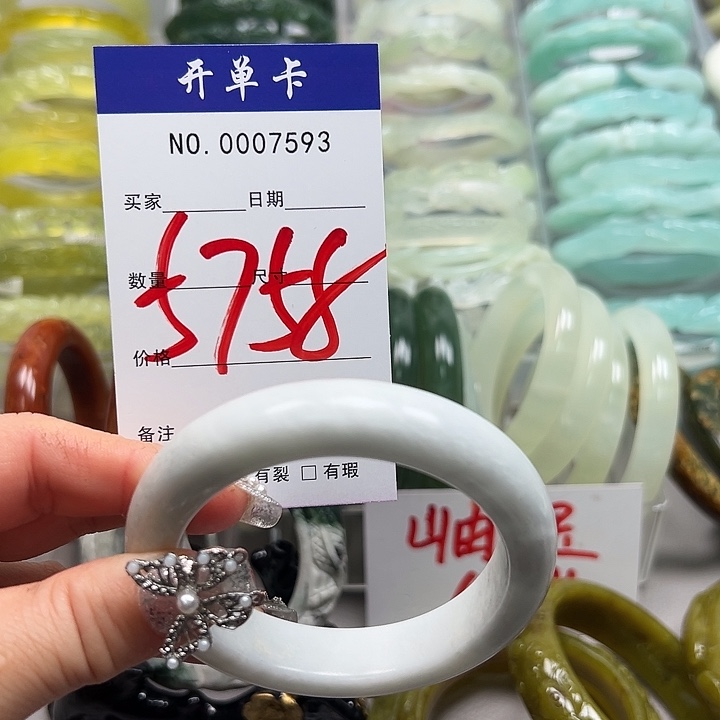 开单卡
NO.0007593
买家 日期
数量 尺寸
5758
价格
备注
有裂 □ 有瑕
岫